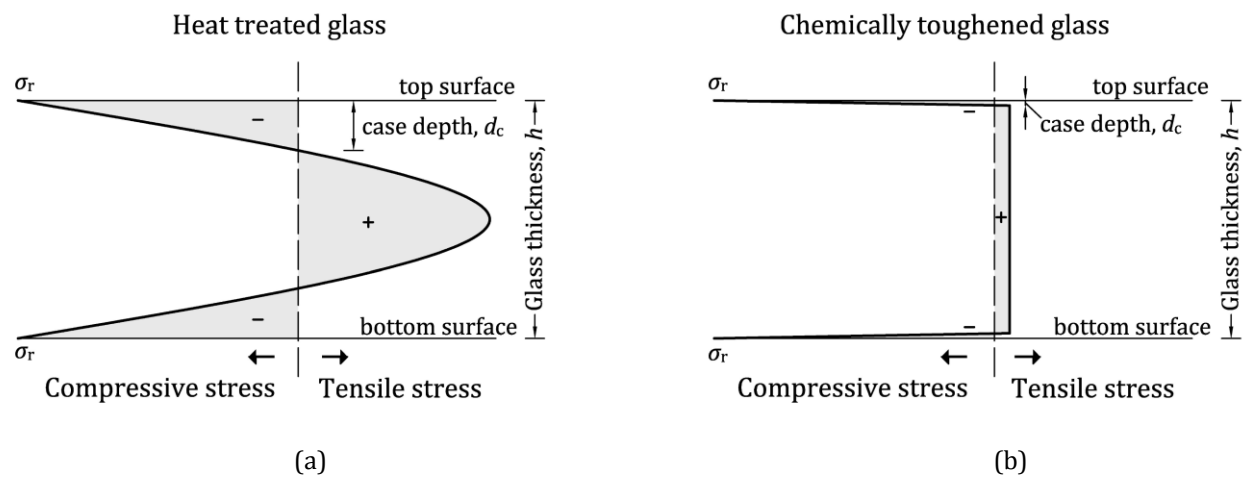 Heat treated glass
σr
top surface
−
case depth, dc
+
Glass thickness, h
−
bottom surface
σr
← →
Compressive stress
Tensile stress
(a)
Chemically toughened glass
σr
top surface
−
case depth, dc
+
Glass thickness, h
−
bottom surface
σr
← →
Compressive stress
Tensile stress
(b)